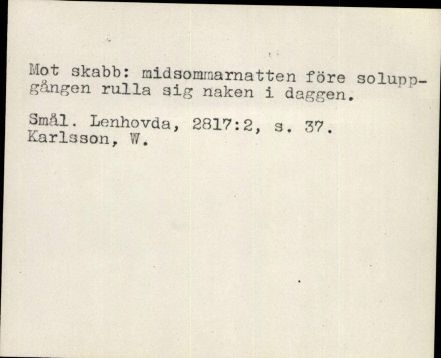 Mot skabb: midsommarnatten före solupp-
gången rulla sig naken i daggen.
Smål. Lenhovda, 2817:2, s. 37.
Karlsson, W.